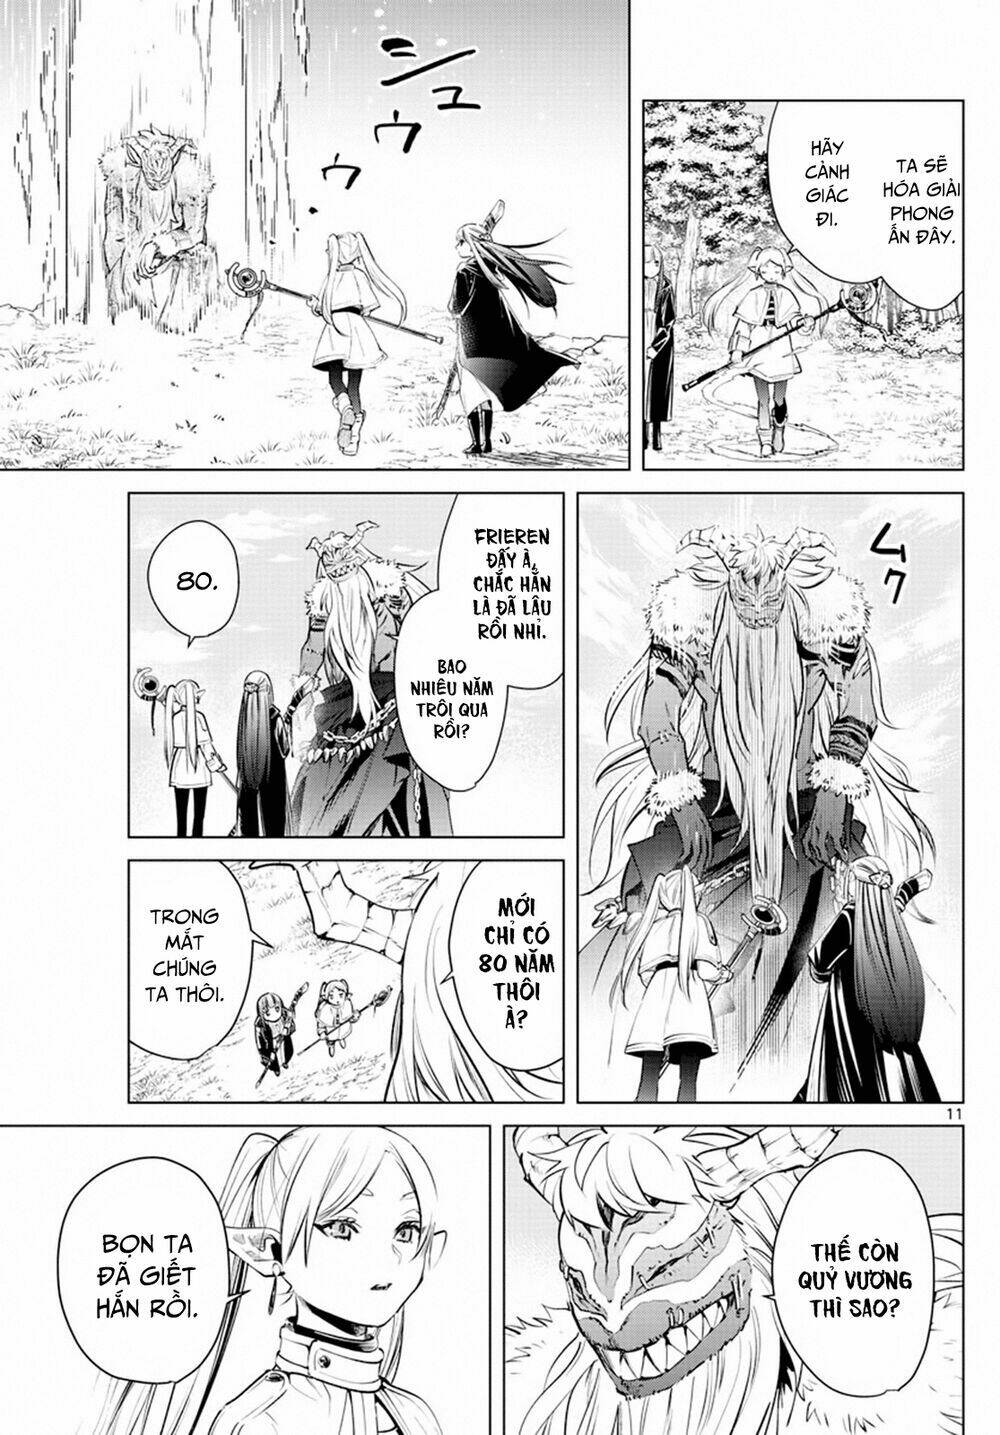 TA SẼ
HÓA GIẢI
PHONG
ẤN ĐÂY.
HÃY
CẢNH
GIÁC
ĐI.
シュウゥ
ムク
FRIEREN
ĐẤY À,
CHẮC HẲN
LÀ ĐÃ LÂU
RỒI NHỈ.
BAO
NHIÊU NĂM
TRÔI QUA
RỒI?
80.
MỚI
CHỈ CÓ
80 NĂM
THÔI
À?
TRONG
MẮT
CHÚNG
TA THÔI.
11
THẾ CÒN
QUỶ VƯƠNG
THÌ SAO?
BỌN TA
ĐÃ GIẾT
HẮN RỒI.